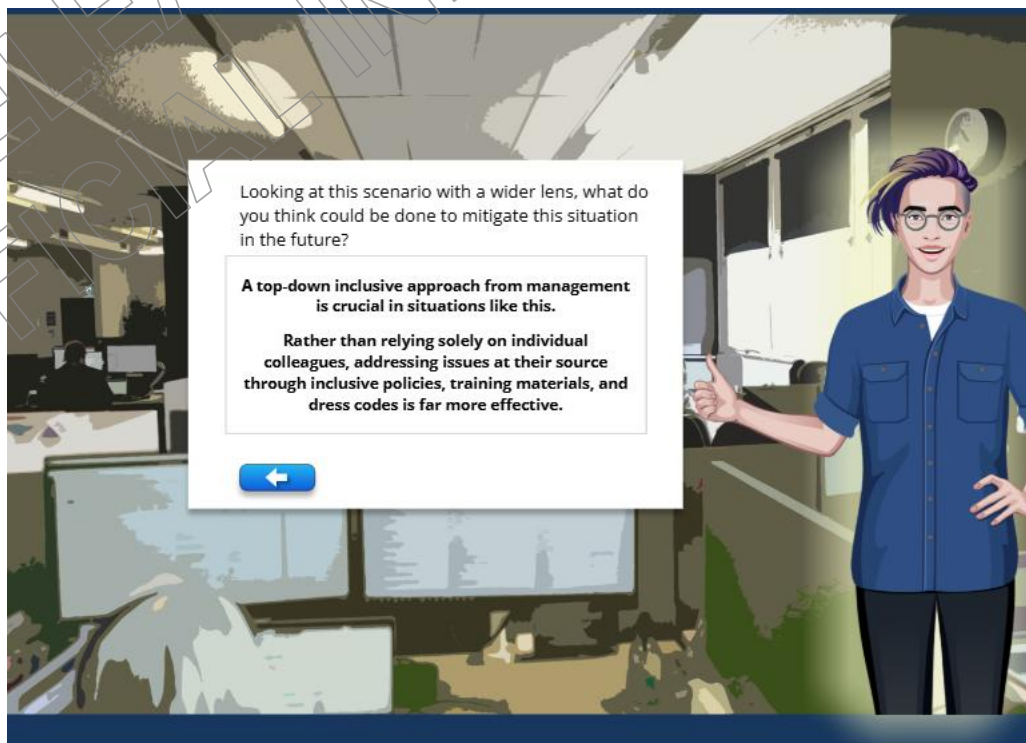 Looking at this scenario with a wider lens, what do
you think could be done to mitigate this situation
in the future?
A top-down inclusive approach from management
is crucial in situations like this.
Rather than relying solely on individual
colleagues, addressing issues at their source
through inclusive policies, training materials, and
dress codes is far more effective.